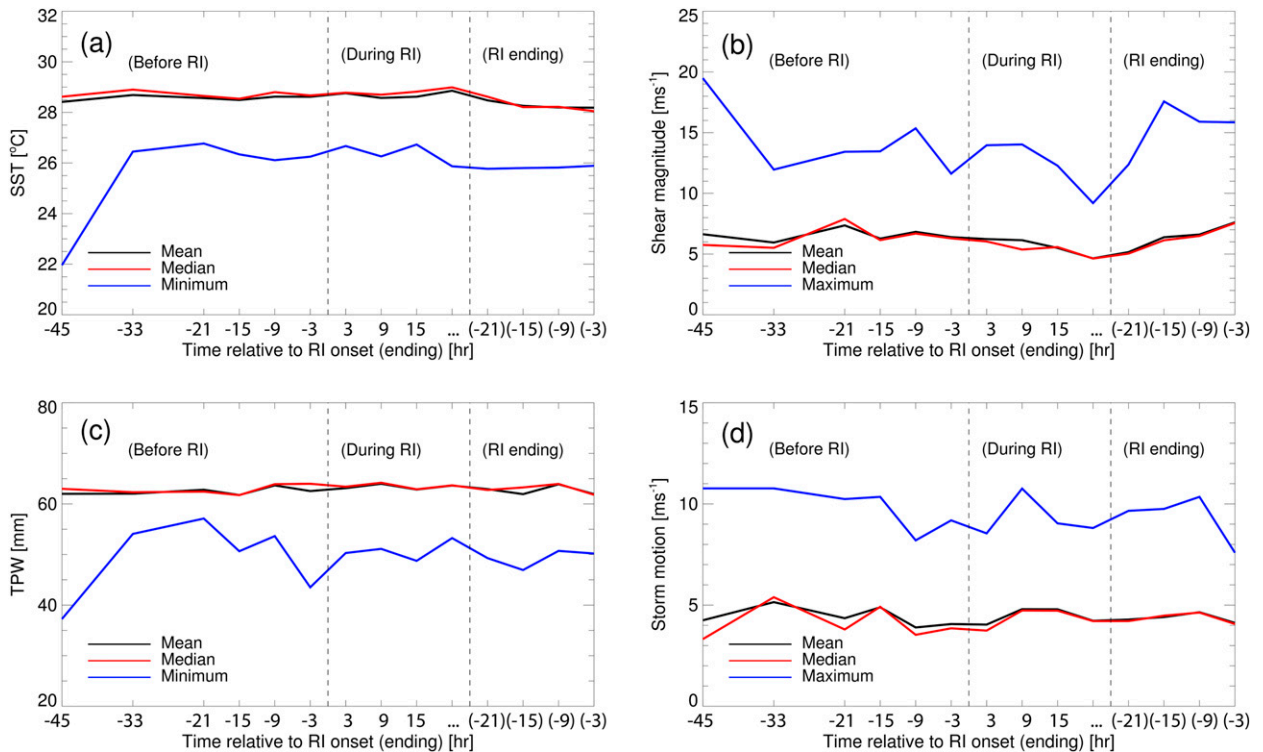 (a)
(Before RI)
(During RI)
(RI ending)
32
30
28
26
24
22
20
SST [°C]
Mean
Median
Minimum
-45 -33 -21 -15 -9 -3 3 9 15 ... (-21)(-15) (-9) (-3)
Time relative to RI onset (ending) [hr]
(b)
(Before RI)
(During RI)
(RI ending)
25
20
15
10
5
0
Shear magnitude [ms⁻¹]
Mean
Median
Maximum
-45 -33 -21 -15 -9 -3 3 9 15 ... (-21)(-15) (-9) (-3)
Time relative to RI onset (ending) [hr]
(c)
(Before RI)
(During RI)
(RI ending)
80
60
40
20
TPW [mm]
Mean
Median
Minimum
-45 -33 -21 -15 -9 -3 3 9 15 ... (-21)(-15) (-9) (-3)
Time relative to RI onset (ending) [hr]
(d)
(Before RI)
(During RI)
(RI ending)
15
10
5
0
Storm motion [ms⁻¹]
Mean
Median
Maximum
-45 -33 -21 -15 -9 -3 3 9 15 ... (-21)(-15) (-9) (-3)
Time relative to RI onset (ending) [hr]